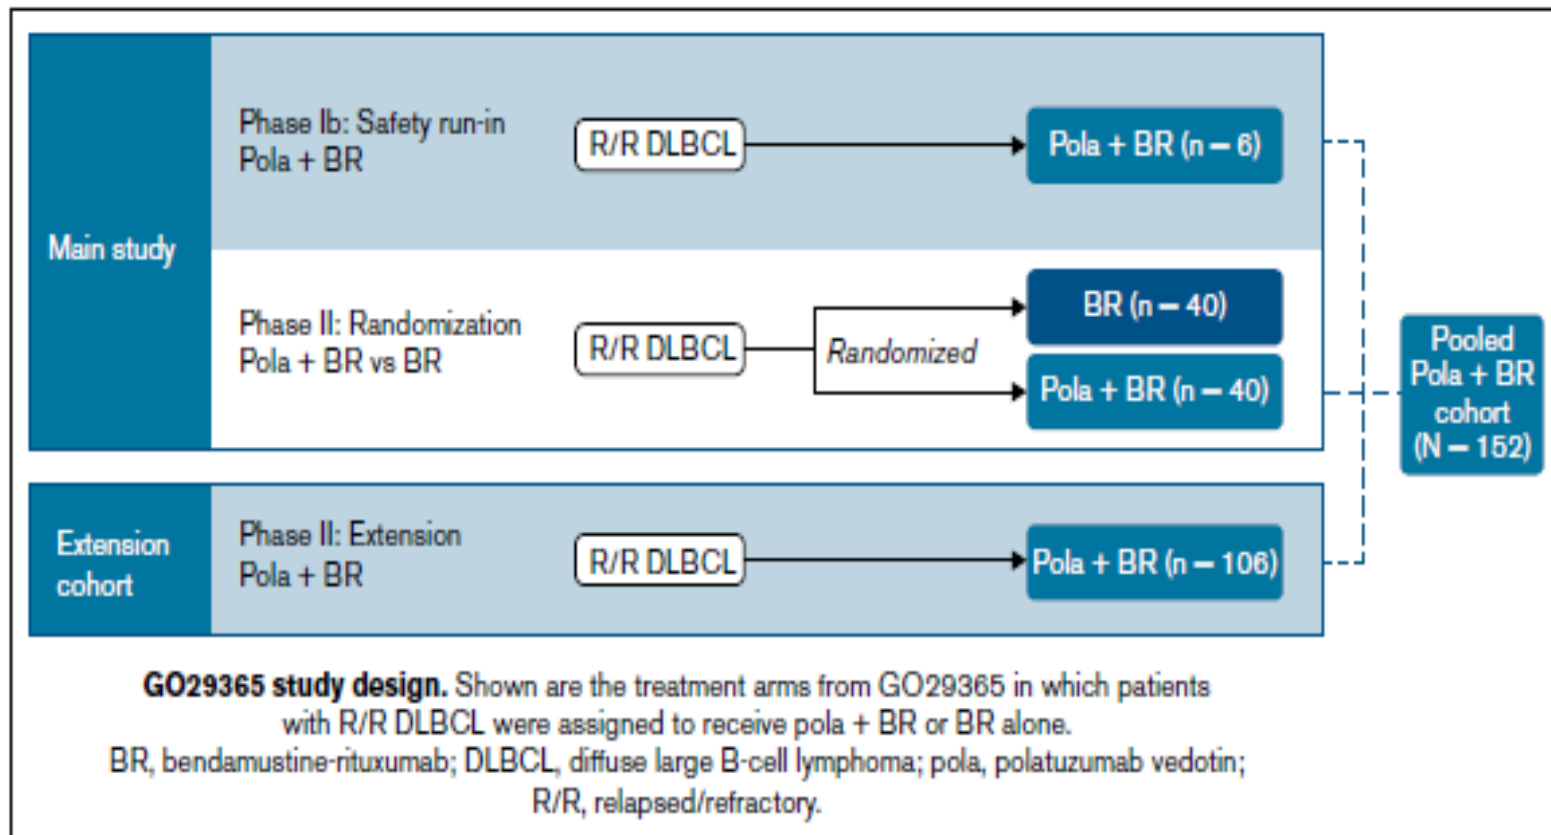 Main study
Phase Ib: Safety run-in
Pola + BR
R/R DLBCL
Pola + BR (n – 6)
Phase II: Randomization
Pola + BR vs BR
R/R DLBCL
Randomized
BR (n – 40)
Pola + BR (n – 40)
Pooled
Pola + BR
cohort
(N – 152)
Extension
cohort
Phase II: Extension
Pola + BR
R/R DLBCL
Pola + BR (n – 106)
GO29365 study design. Shown are the treatment arms from GO29365 in which patients
with R/R DLBCL were assigned to receive pola + BR or BR alone.
BR, bendamustine-rituxumab; DLBCL, diffuse large B-cell lymphoma; pola, polatuzumab vedotin;
R/R, relapsed/refractory.